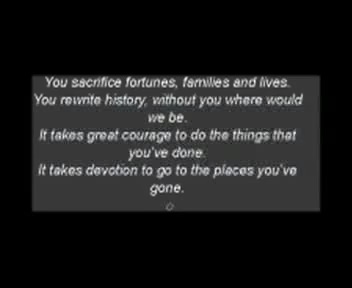 You sacrifice fortunes, families and lives.
You rewrite history, without you where would
we be.
It takes great courage to do the things that
you've done.
It takes devotion to go to the places you've
gone.